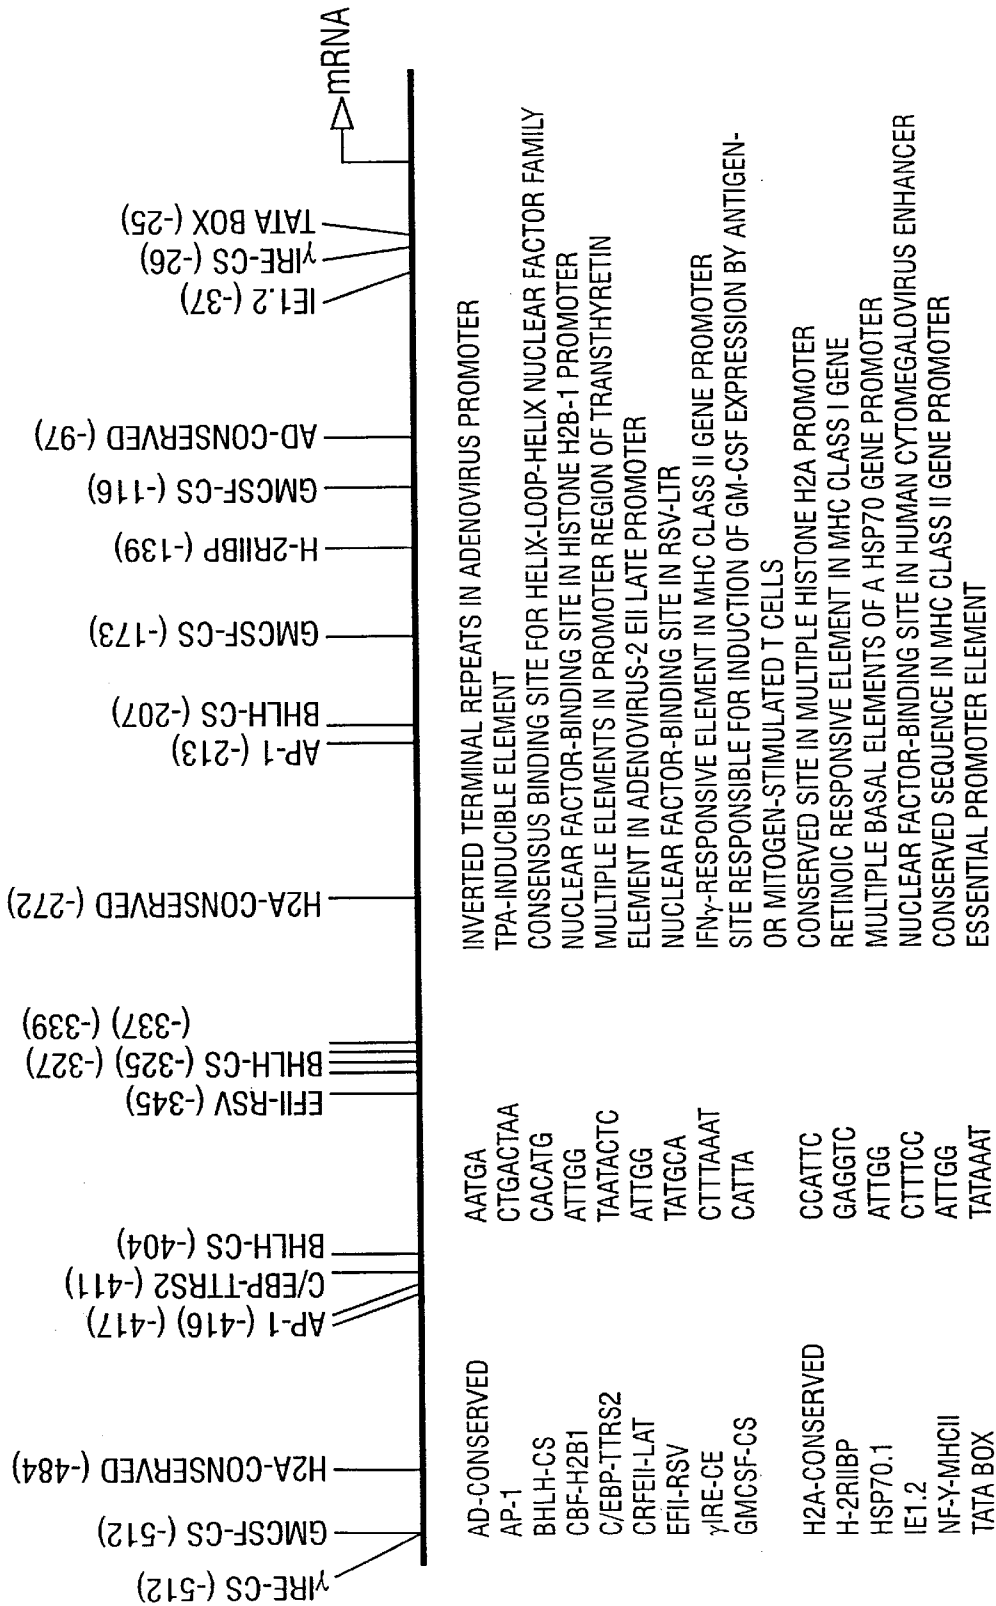 γIRE-CS (-512)
GMCSF-CS (-512)
H2A-CONSERVED (-484)
AP-1 (-416) (-417)
C/EBP-TTRS2 (-411)
BHLH-CS (-404)
EFII-RSV (-345)
BHLH-CS (-325) (-327)
(-337) (-339)
H2A-CONSERVED (-272)
AP-1 (-213)
BHLH-CS (-207)
GMCSF-CS (-173)
H-2RIIBP (-139)
GMCSF-CS (-116)
AD-CONSERVED (-97)
IE1.2 (-37)
γIRE-CS (-26)
TATA BOX (-25)
mRNA
AD-CONSERVED AATGA INVERTED TERMINAL REPEATS IN ADENOVIRUS PROMOTER
AP-1 CTGACTAA TPA-INDUCIBLE ELEMENT
BHLH-CS CACATG CONSENSUS BINDING SITE FOR HELIX-LOOP-HELIX NUCLEAR FACTOR FAMILY
CBF-H2B1 ATTGG NUCLEAR FACTOR-BINDING SITE IN HISTONE H2B-1 PROMOTER
C/EBP-TTRS2 TAATACTC MULTIPLE ELEMENTS IN PROMOTER REGION OF TRANSTHYRETIN
CRFEII-LAT ATTGG ELEMENT IN ADENOVIRUS-2 EII LATE PROMOTER
EFII-RSV TATGCA NUCLEAR FACTOR-BINDING SITE IN RSV-LTR
γIRE-CE CTTTAAAT IFNγ-RESPONSIVE ELEMENT IN MHC CLASS II GENE PROMOTER
GMCSF-CS CATTA SITE RESPONSIBLE FOR INDUCTION OF GM-CSF EXPRESSION BY ANTIGEN-
OR MITOGEN-STIMULATED T CELLS
H2A-CONSERVED CCATTC CONSERVED SITE IN MULTIPLE HISTONE H2A PROMOTER
H-2RIIBP GAGGTC RETINOIC RESPONSIVE ELEMENT IN MHC CLASS I GENE
HSP70.1 ATTGG MULTIPLE BASAL ELEMENTS OF A HSP70 GENE PROMOTER
IE1.2 CTTTCC NUCLEAR FACTOR-BINDING SITE IN HUMAN CYTOMEGALOVIRUS ENHANCER
NF-Y-MHCII ATTGG CONSERVED SEQUENCE IN MHC CLASS II GENE PROMOTER
TATA BOX TATAAAT ESSENTIAL PROMOTER ELEMENT